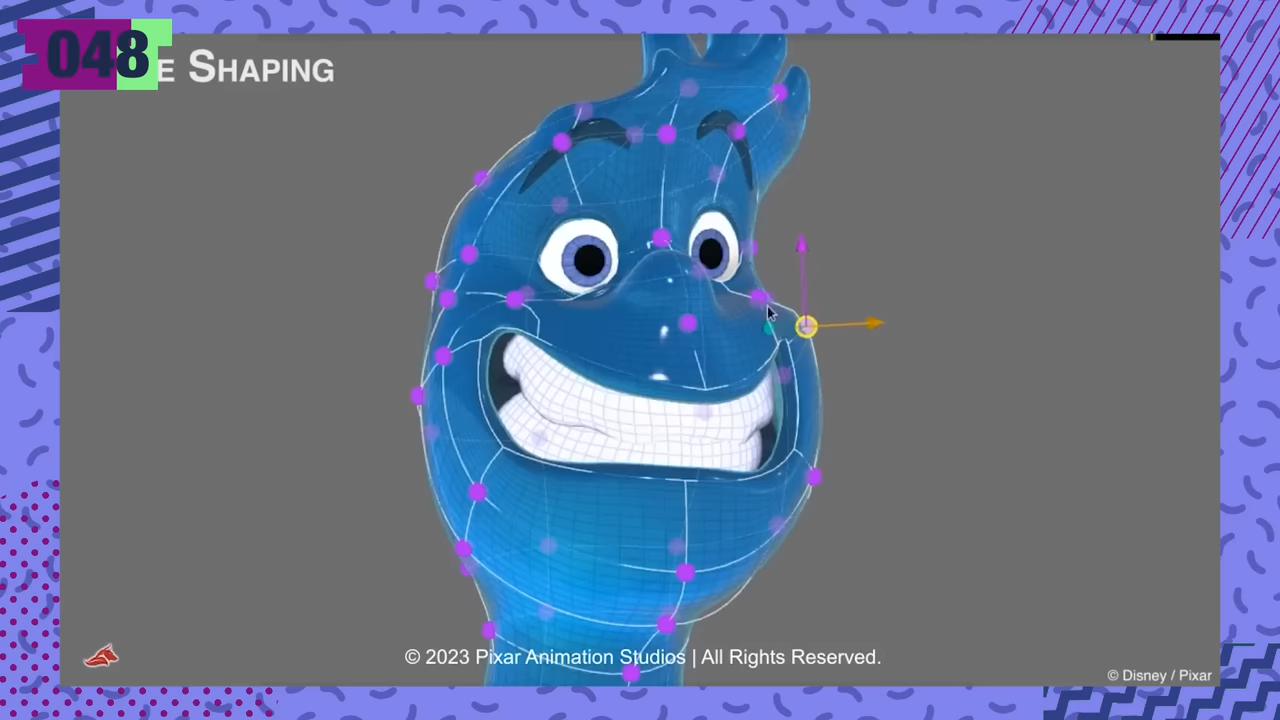 048
E SHAPING
© 2023 Pixar Animation Studios | All Rights Reserved.
© Disney / Pixar